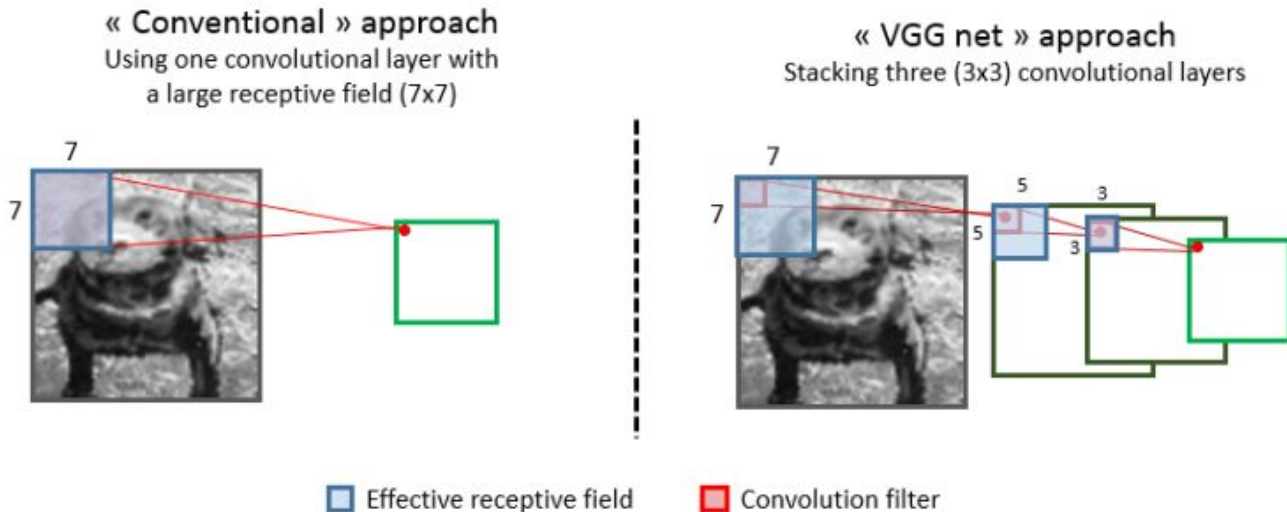 « Conventional » approach
Using one convolutional layer with
a large receptive field (7x7)
7
7
« VGG net » approach
Stacking three (3x3) convolutional layers
7
7
5
5
3
3
Effective receptive field
Convolution filter